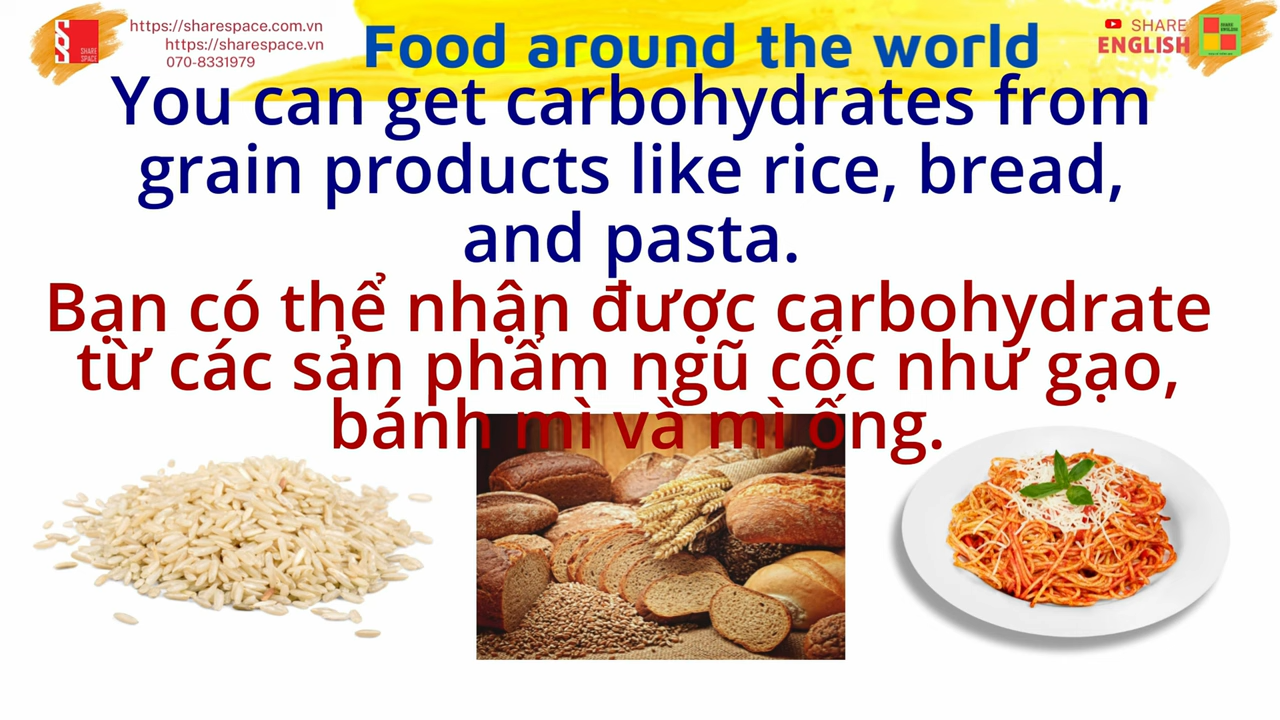 https://sharespace.com.vn
https://sharespace.vn
070-8331979
SHARE
SPACE
Food around the world
SHARE
ENGLISH
You can get carbohydrates from
grain products like rice, bread,
and pasta.
Bạn có thể nhận được carbohydrate
từ các sản phẩm ngũ cốc như gạo,
bánh mì và mì ống.